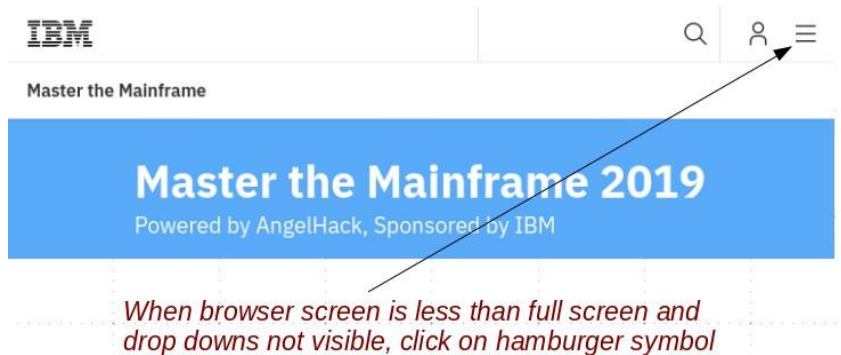 IBM
Master the Mainframe
Master the Mainframe 2019
Powered by AngelHack, Sponsored by IBM
When browser screen is less than full screen and
drop downs not visible, click on hamburger symbol